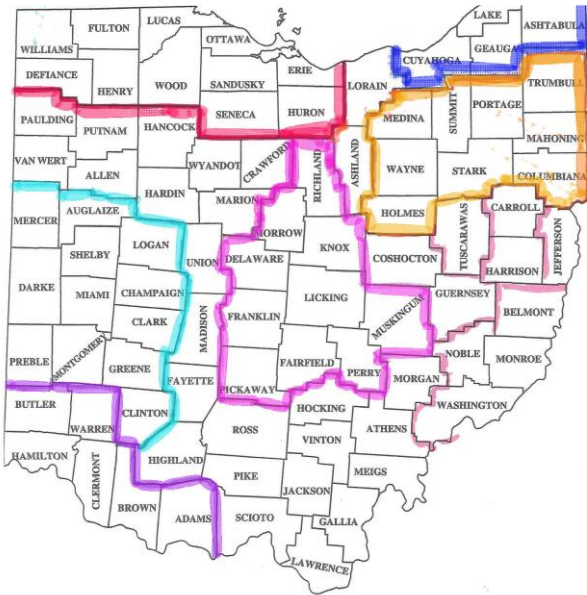 LAKE
ASHTABULA
FULTON
LUCAS
WILLIAMS
OTTAWA
GEAUGA
CUYAHOGA
DEFIANCE
ERIE
HENRY
WOOD
SANDUSKY
LORAIN
TRUMBULL
SENECA
HURON
MEDINA
SUMMIT
PORTAGE
PAULDING
PUTNAM
HANCOCK
MAHONING
VAN WERT
ALLEN
WYANDOT
CRAWFORD
RICHLAND
ASHLAND
WAYNE
STARK
COLUMBIANA
HARDIN
MARION
HOLMES
CARROLL
MERCER
AUGLAIZE
MORROW
TUSCARAWAS
JEFFERSON
LOGAN
UNION
DELAWARE
KNOX
COSHOCTON
SHELBY
HARRISON
DARKE
MIAMI
CHAMPAIGN
LICKING
GUERNSEY
BELMONT
CLARK
MADISON
FRANKLIN
MUSKINGUM
PREBLE
MONTGOMERY
GREENE
FAIRFIELD
PERRY
NOBLE
MONROE
FAYETTE
PICKAWAY
MORGAN
BUTLER
WARREN
CLINTON
HOCKING
WASHINGTON
ROSS
ATHENS
HAMILTON
CLERMONT
HIGHLAND
VINTON
PIKE
MEIGS
BROWN
ADAMS
SCIOTO
JACKSON
GALLIA
LAWRENCE